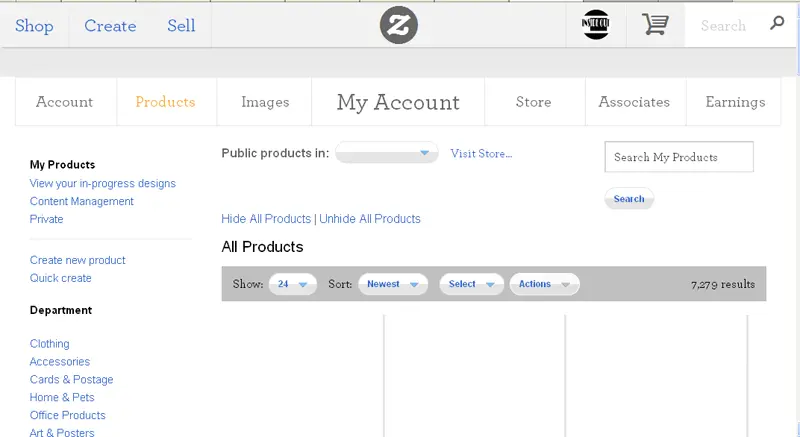 Shop Create Sell Z INSIDE OUT Search
Account Products Images My Account Store Associates Earnings
Public products in: Visit Store... Search My Products
My Products
View your in-progress designs
Content Management
Search
Private
Hide All Products | Unhide All Products
All Products
Create new product
Quick create
Show: 24 Sort: Newest Select Actions 7,279 results
Department
Clothing
Accessories
Cards & Postage
Home & Pets
Office Products
Art & Posters